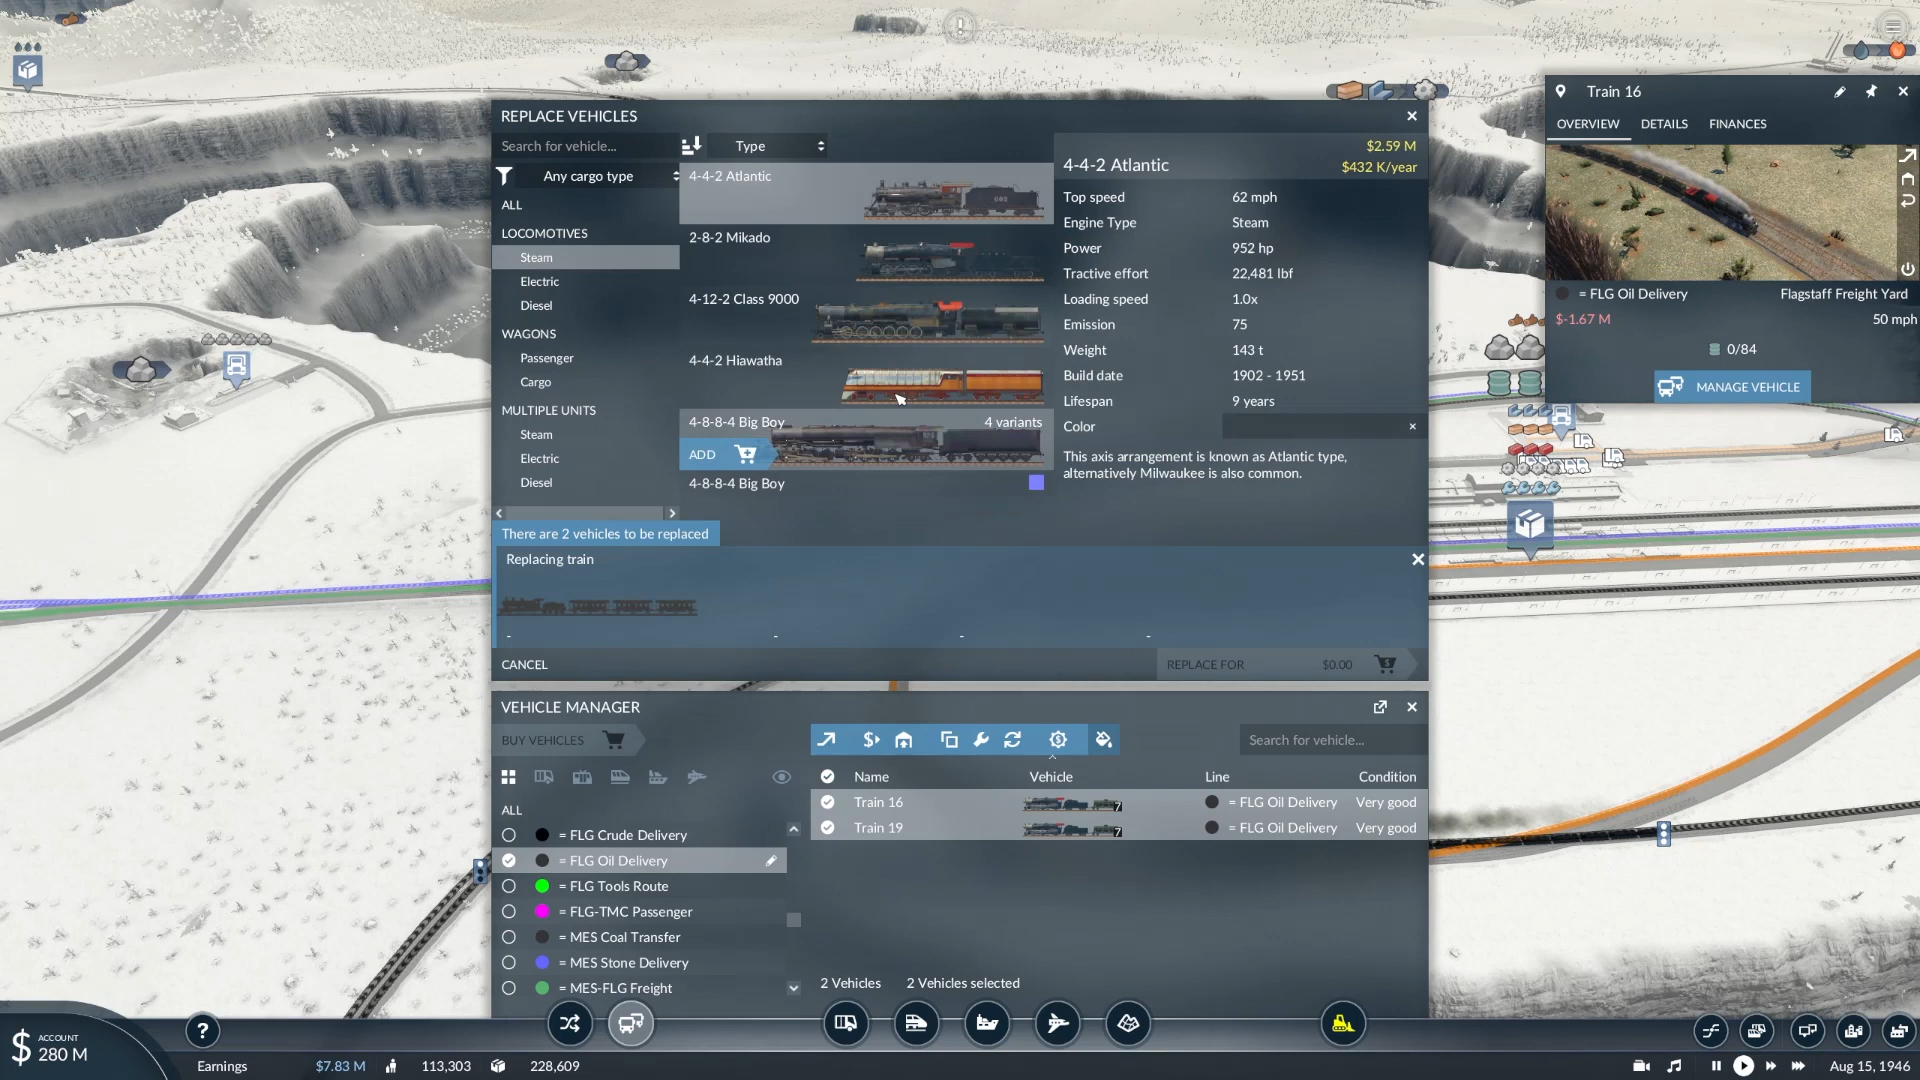 REPLACE VEHICLES
Search for vehicle...
Type
Any cargo type
ALL
LOCOMOTIVES
Steam
Electric
Diesel
WAGONS
Passenger
Cargo
MULTIPLE UNITS
Steam
Electric
Diesel
4-4-2 Atlantic
2-8-2 Mikado
4-12-2 Class 9000
4-4-2 Hiawatha
4-8-8-4 Big Boy
4 variants
ADD
4-8-8-4 Big Boy
$2.59 M
4-4-2 Atlantic
$432 K/year
Top speed 62 mph
Engine Type Steam
Power 952 hp
Tractive effort 22,481 lbf
Loading speed 1.0x
Emission 75
Weight 143 t
Build date 1902 - 1951
Lifespan 9 years
Color
This axis arrangement is known as Atlantic type,
alternatively Milwaukee is also common.
There are 2 vehicles to be replaced
Replacing train
- - - -
CANCEL
REPLACE FOR $0.00
Train 16
OVERVIEW DETAILS FINANCES
= FLG Oil Delivery Flagstaff Freight Yard
$-1.67 M 50 mph
0/84
MANAGE VEHICLE
VEHICLE MANAGER
BUY VEHICLES
Search for vehicle...
ALL
= FLG Crude Delivery
= FLG Oil Delivery
= FLG Tools Route
= FLG-TMC Passenger
= MES Coal Transfer
= MES Stone Delivery
= MES-FLG Freight
Name Vehicle Line Condition
Train 16 7 = FLG Oil Delivery Very good
Train 19 7 = FLG Oil Delivery Very good
2 Vehicles 2 Vehicles selected
ACCOUNT
$ 280 M
?
Earnings $7.83 M 113,303 228,609
Aug 15, 1946